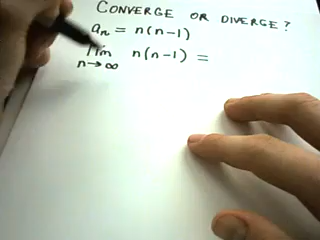 CONVERGE OR DIVERGE?
aₙ = n(n-1)
lim n(n-1) =
n→∞